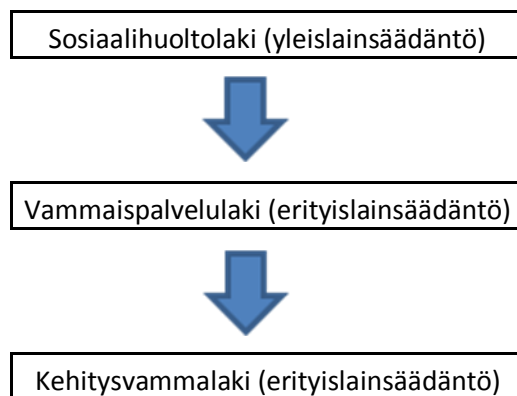 Sosiaalihuoltolaki (yleislainsäädäntö)
Vammaispalvelulaki (erityislainsäädäntö)
Kehitysvammalaki (erityislainsäädäntö)